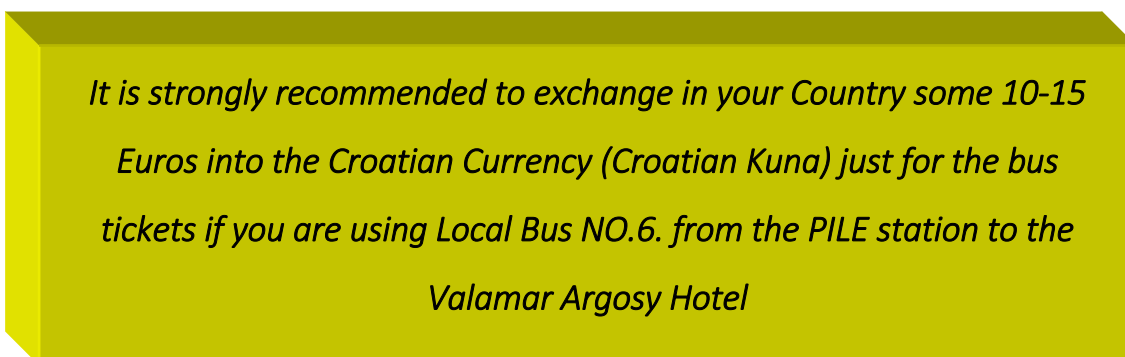 It is strongly recommended to exchange in your Country some 10-15
Euros into the Croatian Currency (Croatian Kuna) just for the bus
tickets if you are using Local Bus NO.6. from the PILE station to the
Valamar Argosy Hotel